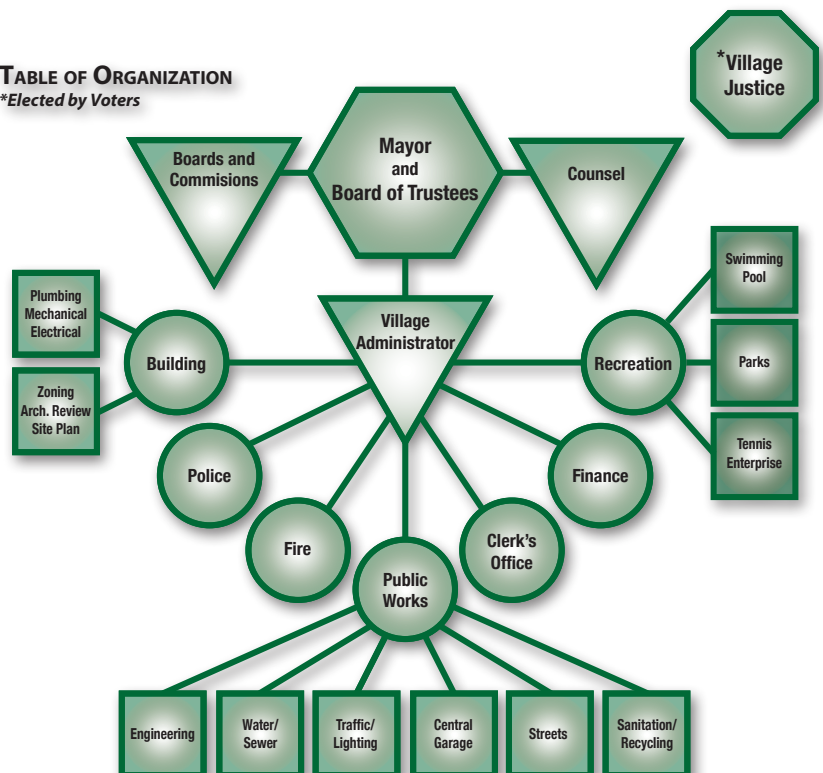 TABLE OF ORGANIZATION
*Elected by Voters
*Village
Justice
Boards and
Commisions
Mayor
and
Board of Trustees
Counsel
Swimming
Pool
Plumbing
Mechanical
Electrical
Village
Administrator
Building
Recreation
Parks
Zoning
Arch. Review
Site Plan
Tennis
Enterprise
Police
Finance
Fire
Clerk's
Office
Public
Works
Engineering
Water/
Sewer
Traffic/
Lighting
Central
Garage
Streets
Sanitation/
Recycling